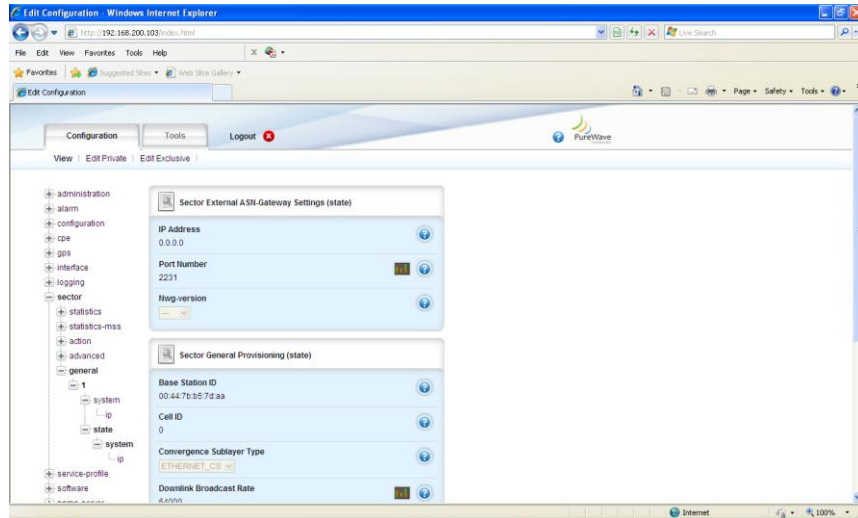 Edit Configuration - Windows Internet Explorer
http://192.168.200.103/index.html
Live Search
File Edit View Favorites Tools Help
Favorites Suggested Sites Web Slice Gallery
Edit Configuration
Page Safety Tools
Configuration Tools Logout
PureWave
View | Edit Private | Edit Exclusive |
administration
alarm
configuration
cpe
gps
interface
logging
sector
statistics
statistics-mss
action
advanced
general
1
system
ip
state
system
ip
service-profile
software
Sector External ASN-Gateway Settings (state)
IP Address
0.0.0.0
Port Number
2231
Nwg-version
---
Sector General Provisioning (state)
Base Station ID
00:44:7b:b5:7d:aa
Cell ID
0
Convergence Sublayer Type
ETHERNET_CS
Downlink Broadcast Rate
64000
Internet 100%